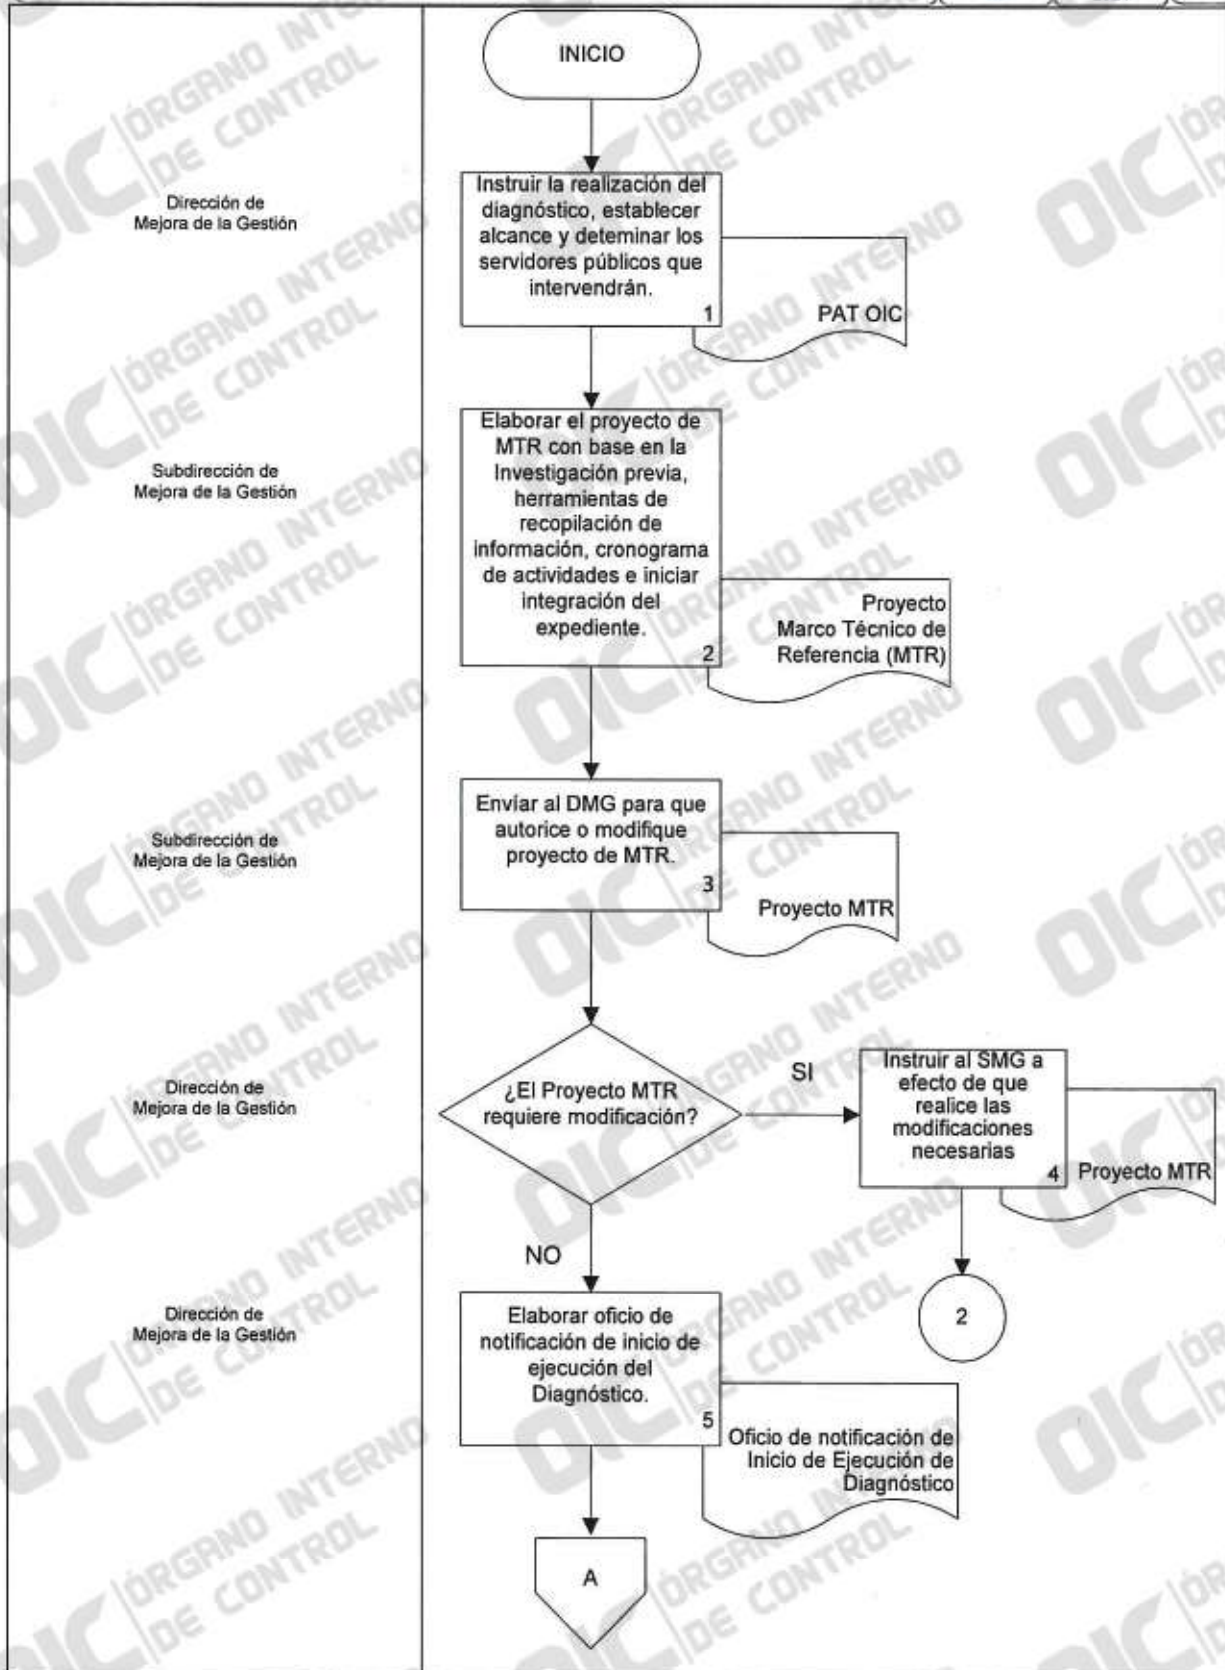 INICIO
Dirección de
Mejora de la Gestión
Instruir la realización del
diagnóstico, establecer
alcance y deteminar los
servidores públicos que
intervendrán.
1
PAT OIC
Subdirección de
Mejora de la Gestión
Elaborar el proyecto de
MTR con base en la
Investigación previa,
herramientas de
recopilación de
información, cronograma
de actividades e iniciar
integración del
expediente.
2
Proyecto
Marco Técnico de
Referencia (MTR)
Subdirección de
Mejora de la Gestión
Envíar al DMG para que
autorice o modifique
proyecto de MTR.
3
Proyecto MTR
Dirección de
Mejora de la Gestión
¿El Proyecto MTR
requiere modificación?
SI
Instruir al SMG a
efecto de que
realice las
modificaciones
necesarias
4
Proyecto MTR
NO
2
Dirección de
Mejora de la Gestión
Elaborar oficio de
notificación de inicio de
ejecución del
Diagnóstico.
5
Oficio de notificación de
Inicio de Ejecución de
Diagnóstico
A
OIC ÓRGANO INTERNO
DE CONTROL